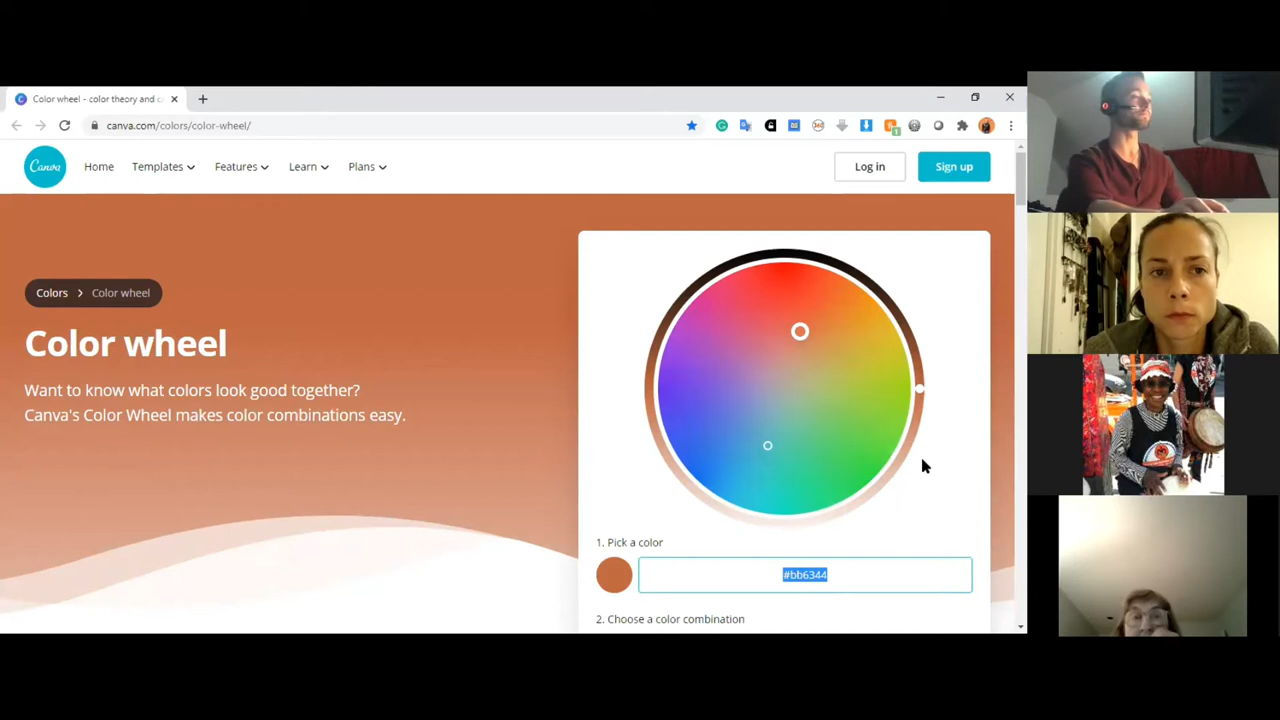 Color wheel - color theory and c
canva.com/colors/color-wheel/
Canva
Home
Templates
Features
Learn
Plans
Log in
Sign up
Colors
Color wheel
Color wheel
Want to know what colors look good together?
Canva's Color Wheel makes color combinations easy.
1. Pick a color
#bb6344
2. Choose a color combination